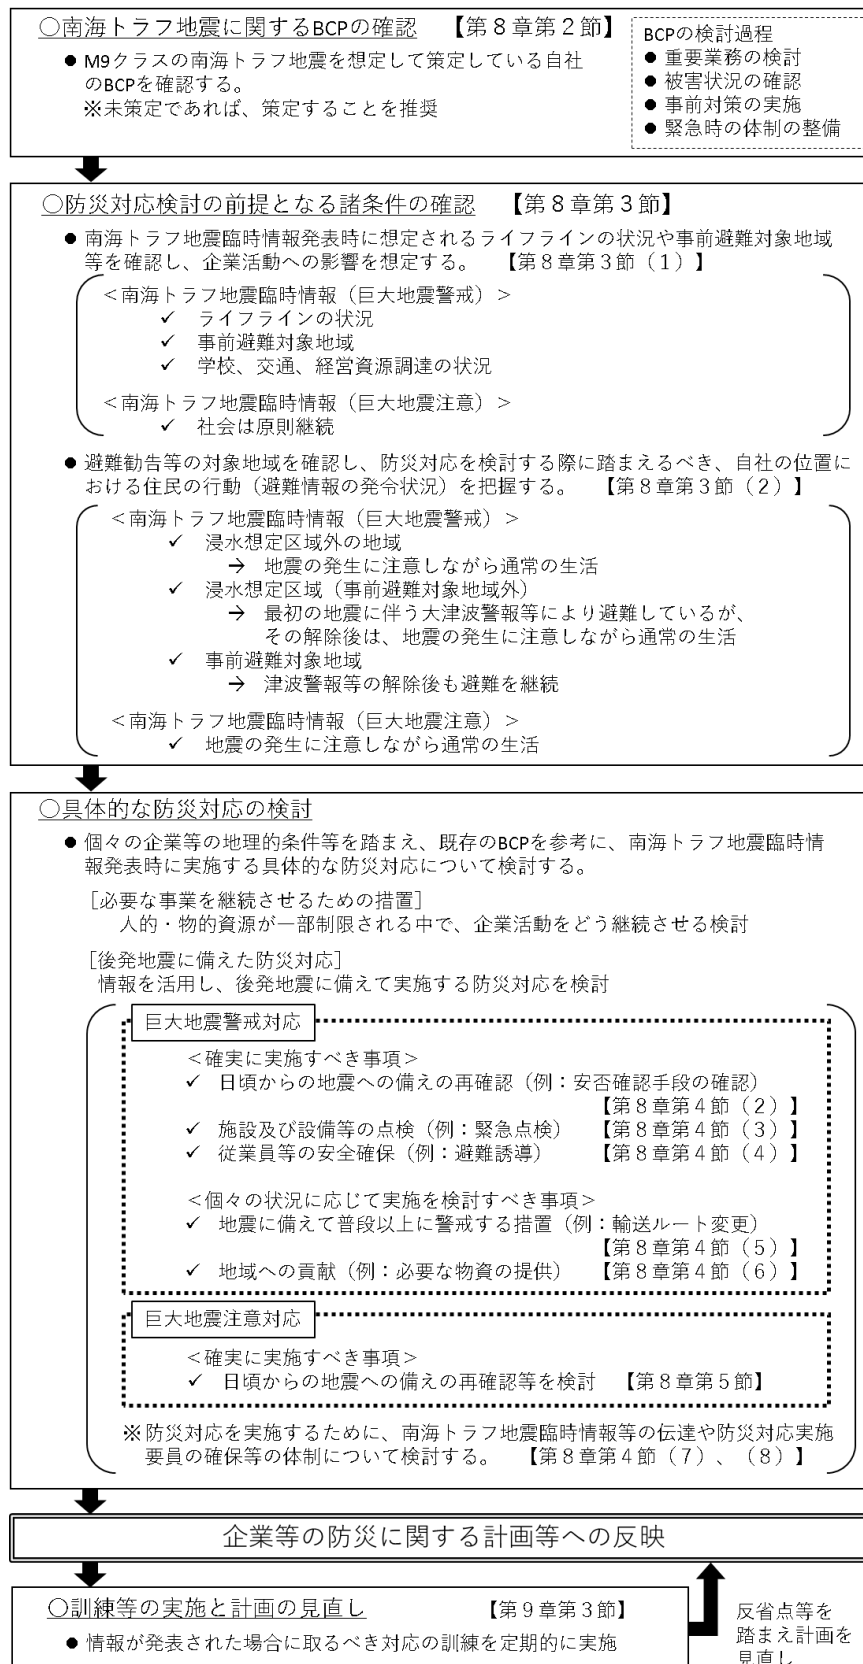 ○南海トラフ地震に関するBCPの確認　【第８章第２節】
● M9クラスの南海トラフ地震を想定して策定している自社
のBCPを確認する。
※未策定であれば、策定することを推奨
BCPの検討過程
● 重要業務の検討
● 被害状況の確認
● 事前対策の実施
● 緊急時の体制の整備
○防災対応検討の前提となる諸条件の確認　【第８章第３節】
● 南海トラフ地震臨時情報発表時に想定されるライフラインの状況や事前避難対象地域
等を確認し、企業活動への影響を想定する。　【第８章第３節（１）】
＜南海トラフ地震臨時情報（巨大地震警戒）＞
✓ ライフラインの状況
✓ 事前避難対象地域
✓ 学校、交通、経営資源調達の状況
＜南海トラフ地震臨時情報（巨大地震注意）＞
✓ 社会は原則継続
● 避難勧告等の対象地域を確認し、防災対応を検討する際に踏まえるべき、自社の位置に
おける住民の行動（避難情報の発令状況）を把握する。　【第８章第３節（２）】
＜南海トラフ地震臨時情報（巨大地震警戒）＞
✓ 浸水想定区域外の地域
→ 地震の発生に注意しながら通常の生活
✓ 浸水想定区域（事前避難対象地域外）
→ 最初の地震に伴う大津波警報等により避難しているが、
その解除後は、地震の発生に注意しながら通常の生活
✓ 事前避難対象地域
→ 津波警報等の解除後も避難を継続
＜南海トラフ地震臨時情報（巨大地震注意）＞
✓ 地震の発生に注意しながら通常の生活
○具体的な防災対応の検討
● 個々の企業等の地理的条件等を踏まえ、既存のBCPを参考に、南海トラフ地震臨時情
報発表時に実施する具体的な防災対応について検討する。
［必要な事業を継続させるための措置］
人的・物的資源が一部制限される中で、企業活動をどう継続させる検討
［後発地震に備えた防災対応］
情報を活用し、後発地震に備えて実施する防災対応を検討
巨大地震警戒対応
＜確実に実施すべき事項＞
✓ 日頃からの地震への備えの再確認（例：安否確認手段の確認）
【第８章第４節（２）】
✓ 施設及び設備等の点検（例：緊急点検）　【第８章第４節（３）】
✓ 従業員等の安全確保（例：避難誘導）　【第８章第４節（４）】
＜個々の状況に応じて実施を検討すべき事項＞
✓ 地震に備えて普段以上に警戒する措置（例：輸送ルート変更）
【第８章第４節（５）】
✓ 地域への貢献（例：必要な物資の提供）　【第８章第４節（６）】
巨大地震注意対応
＜確実に実施すべき事項＞
✓ 日頃からの地震への備えの再確認等を検討　【第８章第５節】
※防災対応を実施するために、南海トラフ地震臨時情報等の伝達や防災対応実施
要員の確保等の体制について検討する。　【第８章第４節（７）、（８）】
企業等の防災に関する計画等への反映
○訓練等の実施と計画の見直し　【第９章第３節】
● 情報が発表された場合に取るべき対応の訓練を定期的に実施
反省点等を
踏まえ計画を
見直し